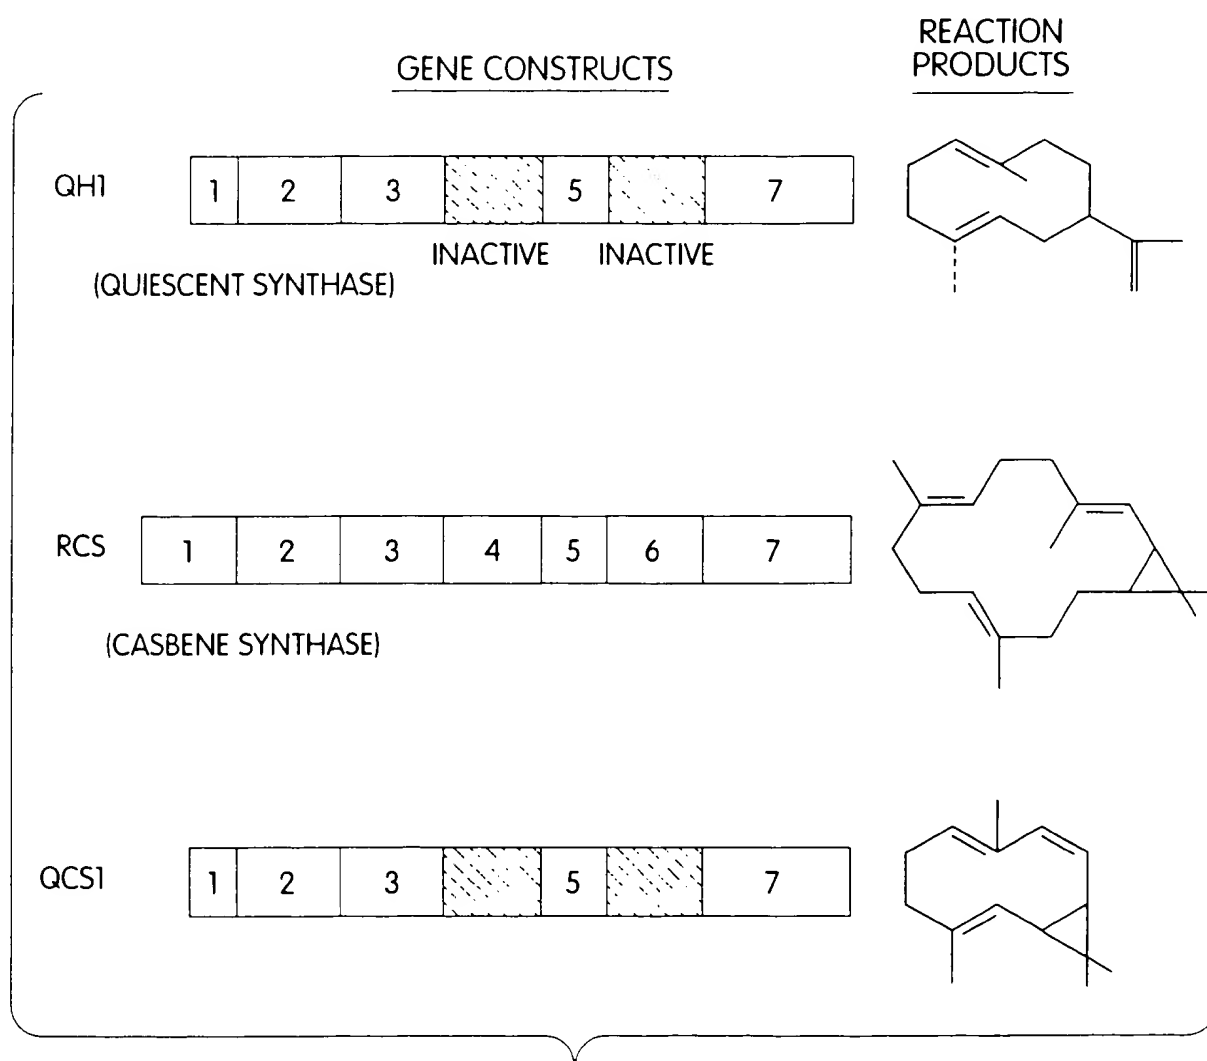 GENE CONSTRUCTS
REACTION
PRODUCTS
QH1
1 2 3 5 7
INACTIVE INACTIVE
(QUIESCENT SYNTHASE)
RCS
1 2 3 4 5 6 7
(CASBENE SYNTHASE)
QCS1
1 2 3 5 7